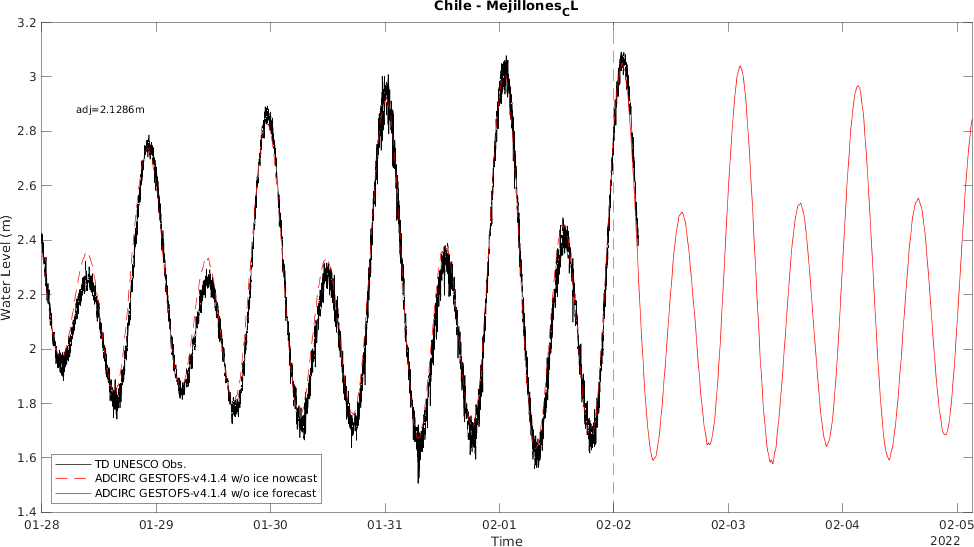 Chile - Mejillones_CL
3.2
3
2.8
2.6
2.4
2.2
2
1.8
1.6
1.4
Water Level (m)
adj=2.1286m
TD UNESCO Obs.
ADCIRC GESTOFS-v4.1.4 w/o ice nowcast
ADCIRC GESTOFS-v4.1.4 w/o ice forecast
01-28 01-29 01-30 01-31 02-01 02-02 02-03 02-04 02-05
Time
2022